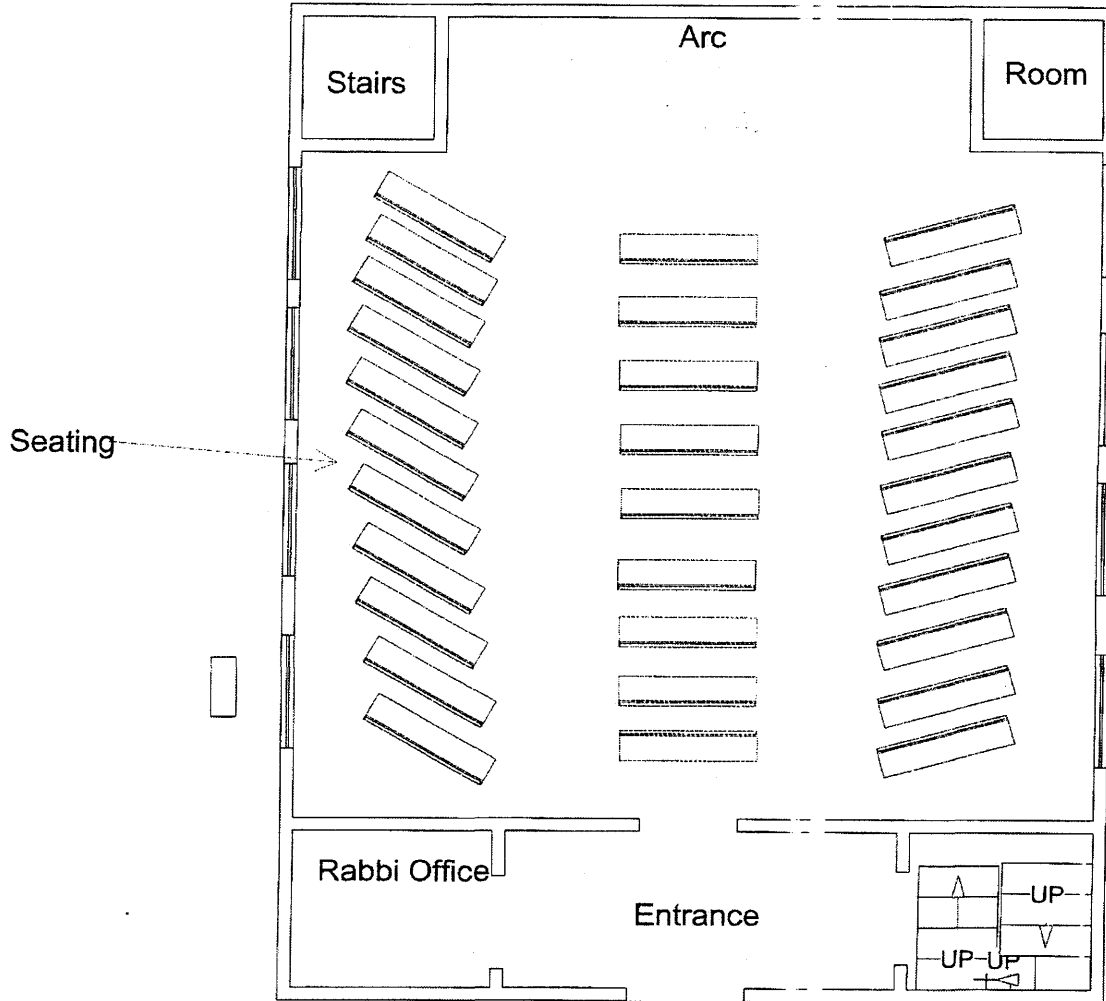 Arc
Stairs
Room
Seating
Rabbi Office
Entrance
UP
UP
UP